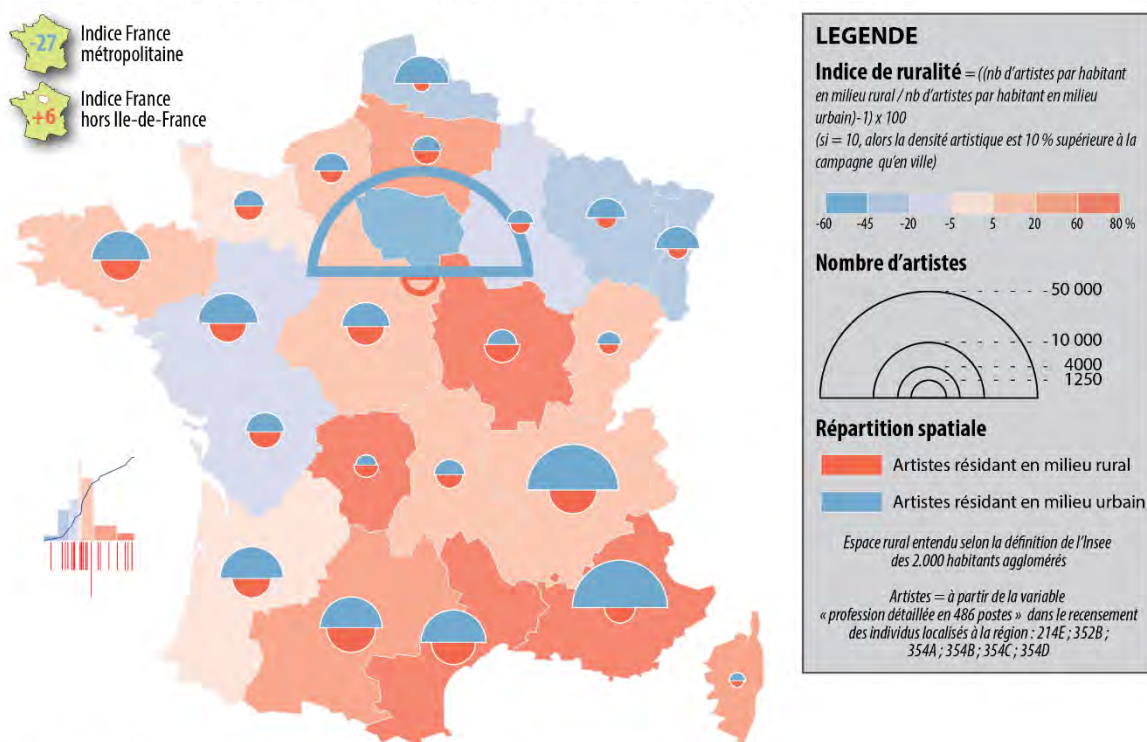 -27
Indice France
métropolitaine
+6
Indice France
hors Ile-de-France
LEGENDE
Indice de ruralité = ((nb d'artistes par habitant
en milieu rural / nb d'artistes par habitant en milieu
urbain)-1) x 100
(si = 10, alors la densité artistique est 10 % supérieure à la
campagne qu'en ville)
-60 -45 -20 -5 5 20 60 80 %
Nombre d'artistes
50 000
10 000
4000
1250
Répartition spatiale
Artistes résidant en milieu rural
Artistes résidant en milieu urbain
Espace rural entendu selon la définition de l'Insee
des 2.000 habitants agglomérés
Artistes = à partir de la variable
« profession détaillée en 486 postes » dans le recensement
des individus localisés à la région : 214E ; 352B ;
354A ; 354B ; 354C ; 354D